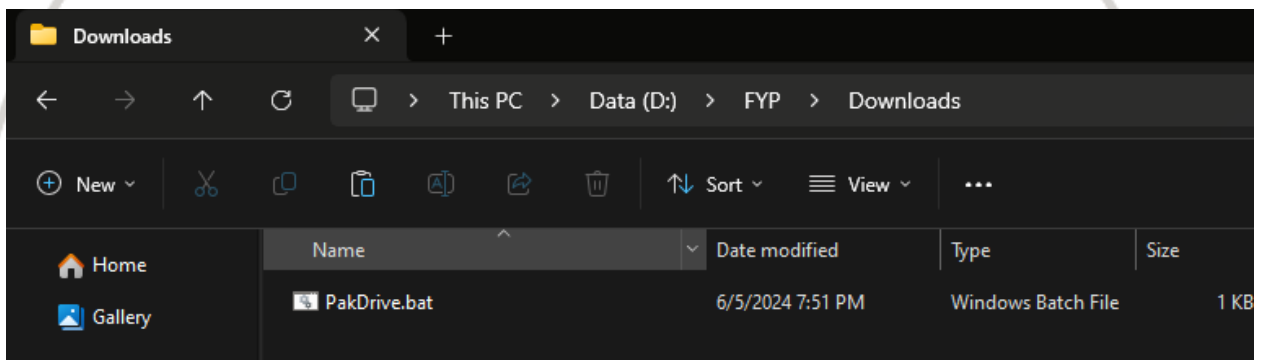 Downloads
This PC > Data (D:) > FYP > Downloads
New Sort View ...
Home
Gallery
Name Date modified Type Size
PakDrive.bat 6/5/2024 7:51 PM Windows Batch File 1 KB